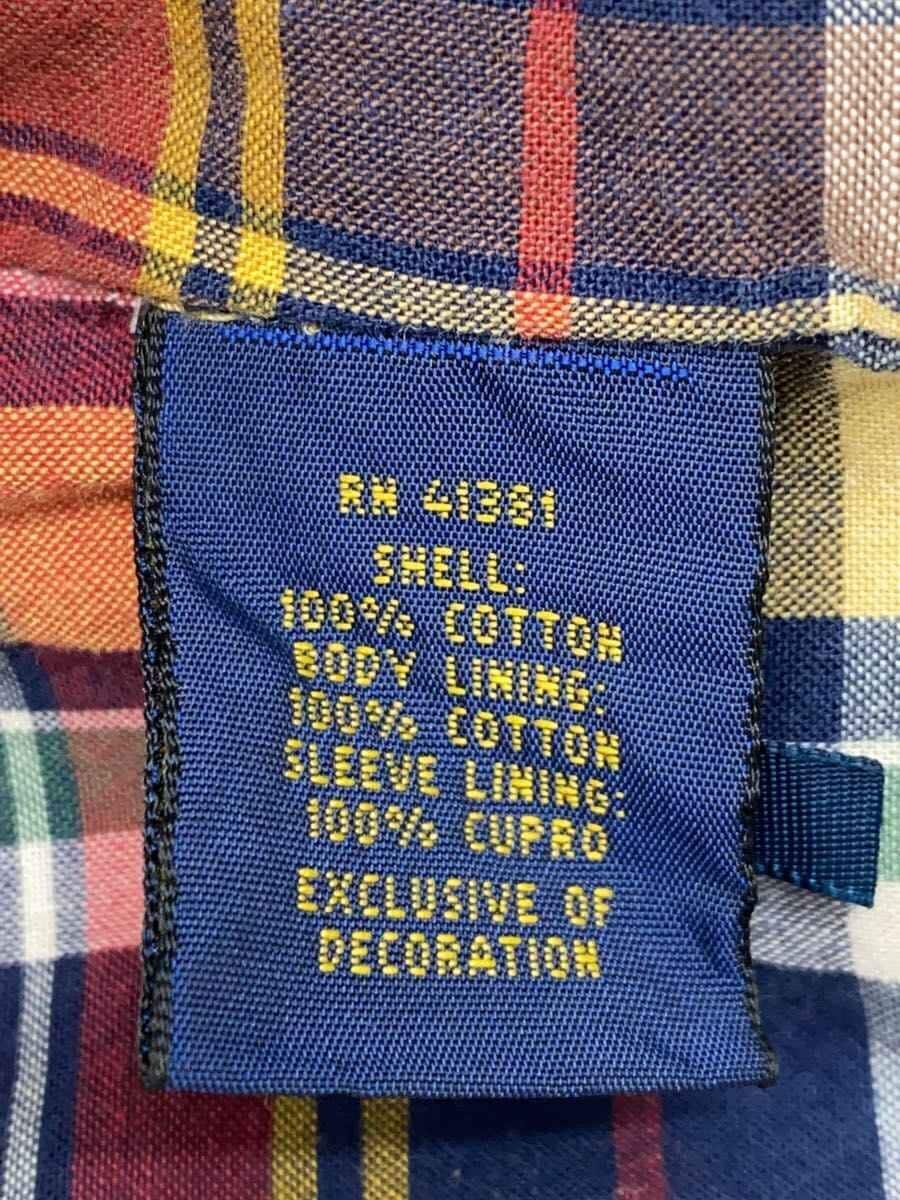 RN 41381
SHELL:
100% COTTON
BODY LINING:
100% COTTON
SLEEVE LINING:
100% CUPRO
EXCLUSIVE OF
DECORATION